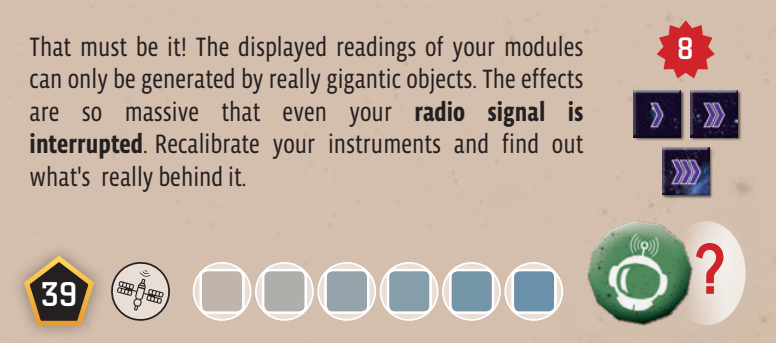 That must be it! The displayed readings of your modules
can only be generated by really gigantic objects. The effects
are so massive that even your radio signal is
interrupted. Recalibrate your instruments and find out
what's really behind it.
8
39
?